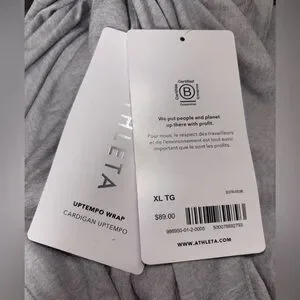 ATHLETA
UPTEMPO WRAP
CARDIGAN UPTEMPO
Certified
B
Corporation
We put people and planet
up there with profit.
Pour nous, le respect des travailleurs
et de l'environnement est tout aussi
important que le sont les profits.
XL TG
$89.00
WWW.ATHLETA.COM